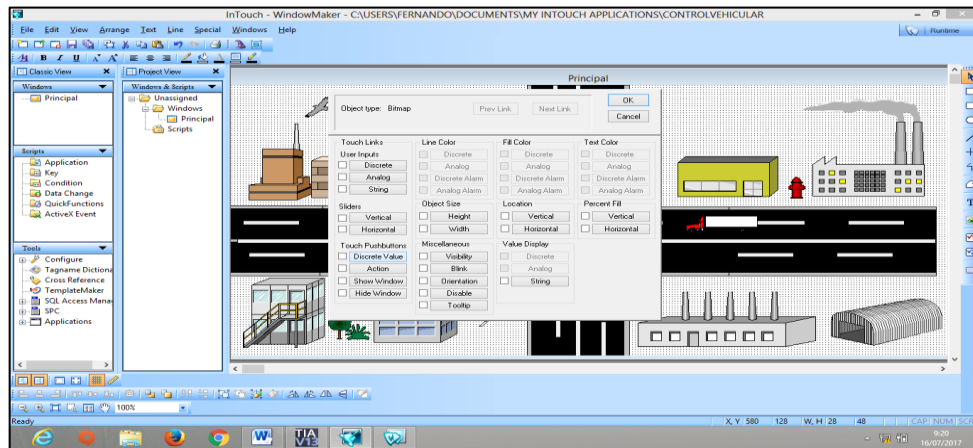 InTouch - WindowMaker - C:\USERS\FERNANDO\DOCUMENTS\MY INTOUCH APPLICATIONS\CONTROLVEHICULAR
File Edit View Arrange Text Line Special Windows Help
Runtime
Classic View
Project View
Windows
Principal
Scripts
Application
Key
Condition
Data Change
QuickFunctions
ActiveX Event
Tools
Configure
Tagname Dictiona
Cross Reference
TemplateMaker
SQL Access Mana
SPC
Applications
Windows & Scripts
Unassigned
Windows
Principal
Scripts
Principal
Object type: Bitmap
Prev Link Next Link
OK
Cancel
Touch Links
User Inputs
Discrete
Analog
String
Sliders
Vertical
Horizontal
Touch Pushbuttons
Discrete Value
Action
Show Window
Hide Window
Line Color
Discrete
Analog
Discrete Alarm
Analog Alarm
Object Size
Height
Width
Miscellaneous
Visibility
Blink
Orientation
Disable
Tooltip
Fill Color
Discrete
Analog
Discrete Alarm
Analog Alarm
Location
Vertical
Horizontal
Value Display
Discrete
Analog
String
Text Color
Discrete
Analog
Discrete Alarm
Analog Alarm
Percent Fill
Vertical
Horizontal
100%
Ready
X, Y 580 128 W, H 28 48 CAP NUM SCR
TIA V13
9:20
16/07/2017